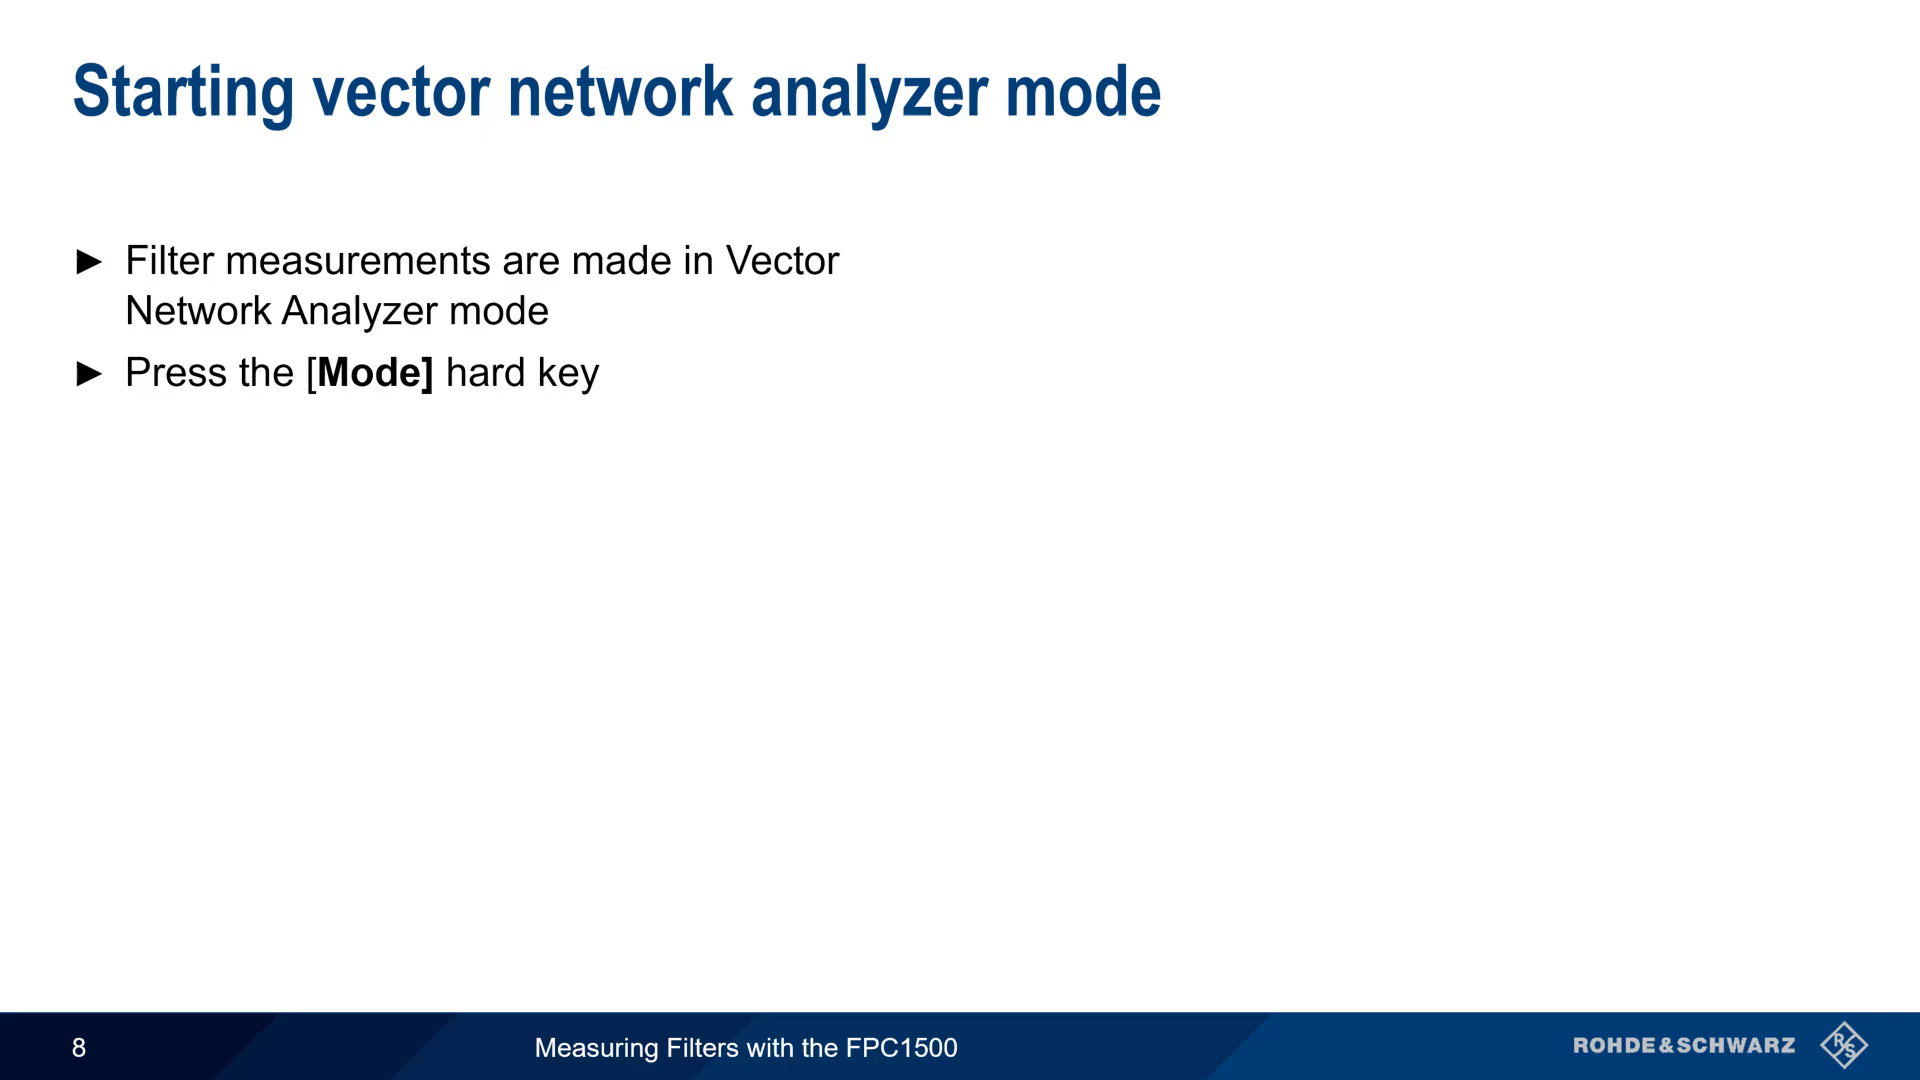 Starting vector network analyzer mode
► Filter measurements are made in Vector
Network Analyzer mode
► Press the [Mode] hard key
8
Measuring Filters with the FPC1500
ROHDE&SCHWARZ
R&S